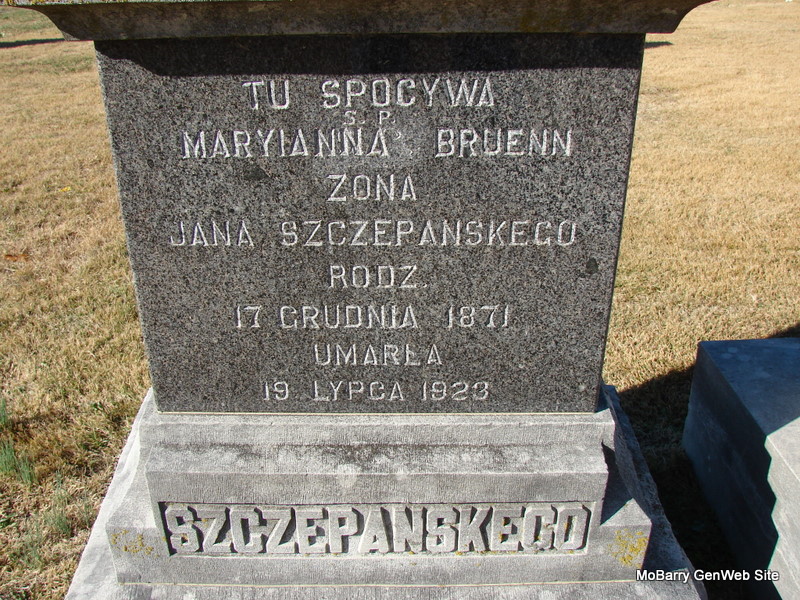 TU SPOCYWA
S. P.
MARYIANNA BRUENN
ZONA
JANA SZCZEPANSKEGO
RODZ.
17 GRUDNIA 1871
UMARŁA
19 LYPCA 1923
SZCZEPANSKEGO
MoBarry GenWeb Site